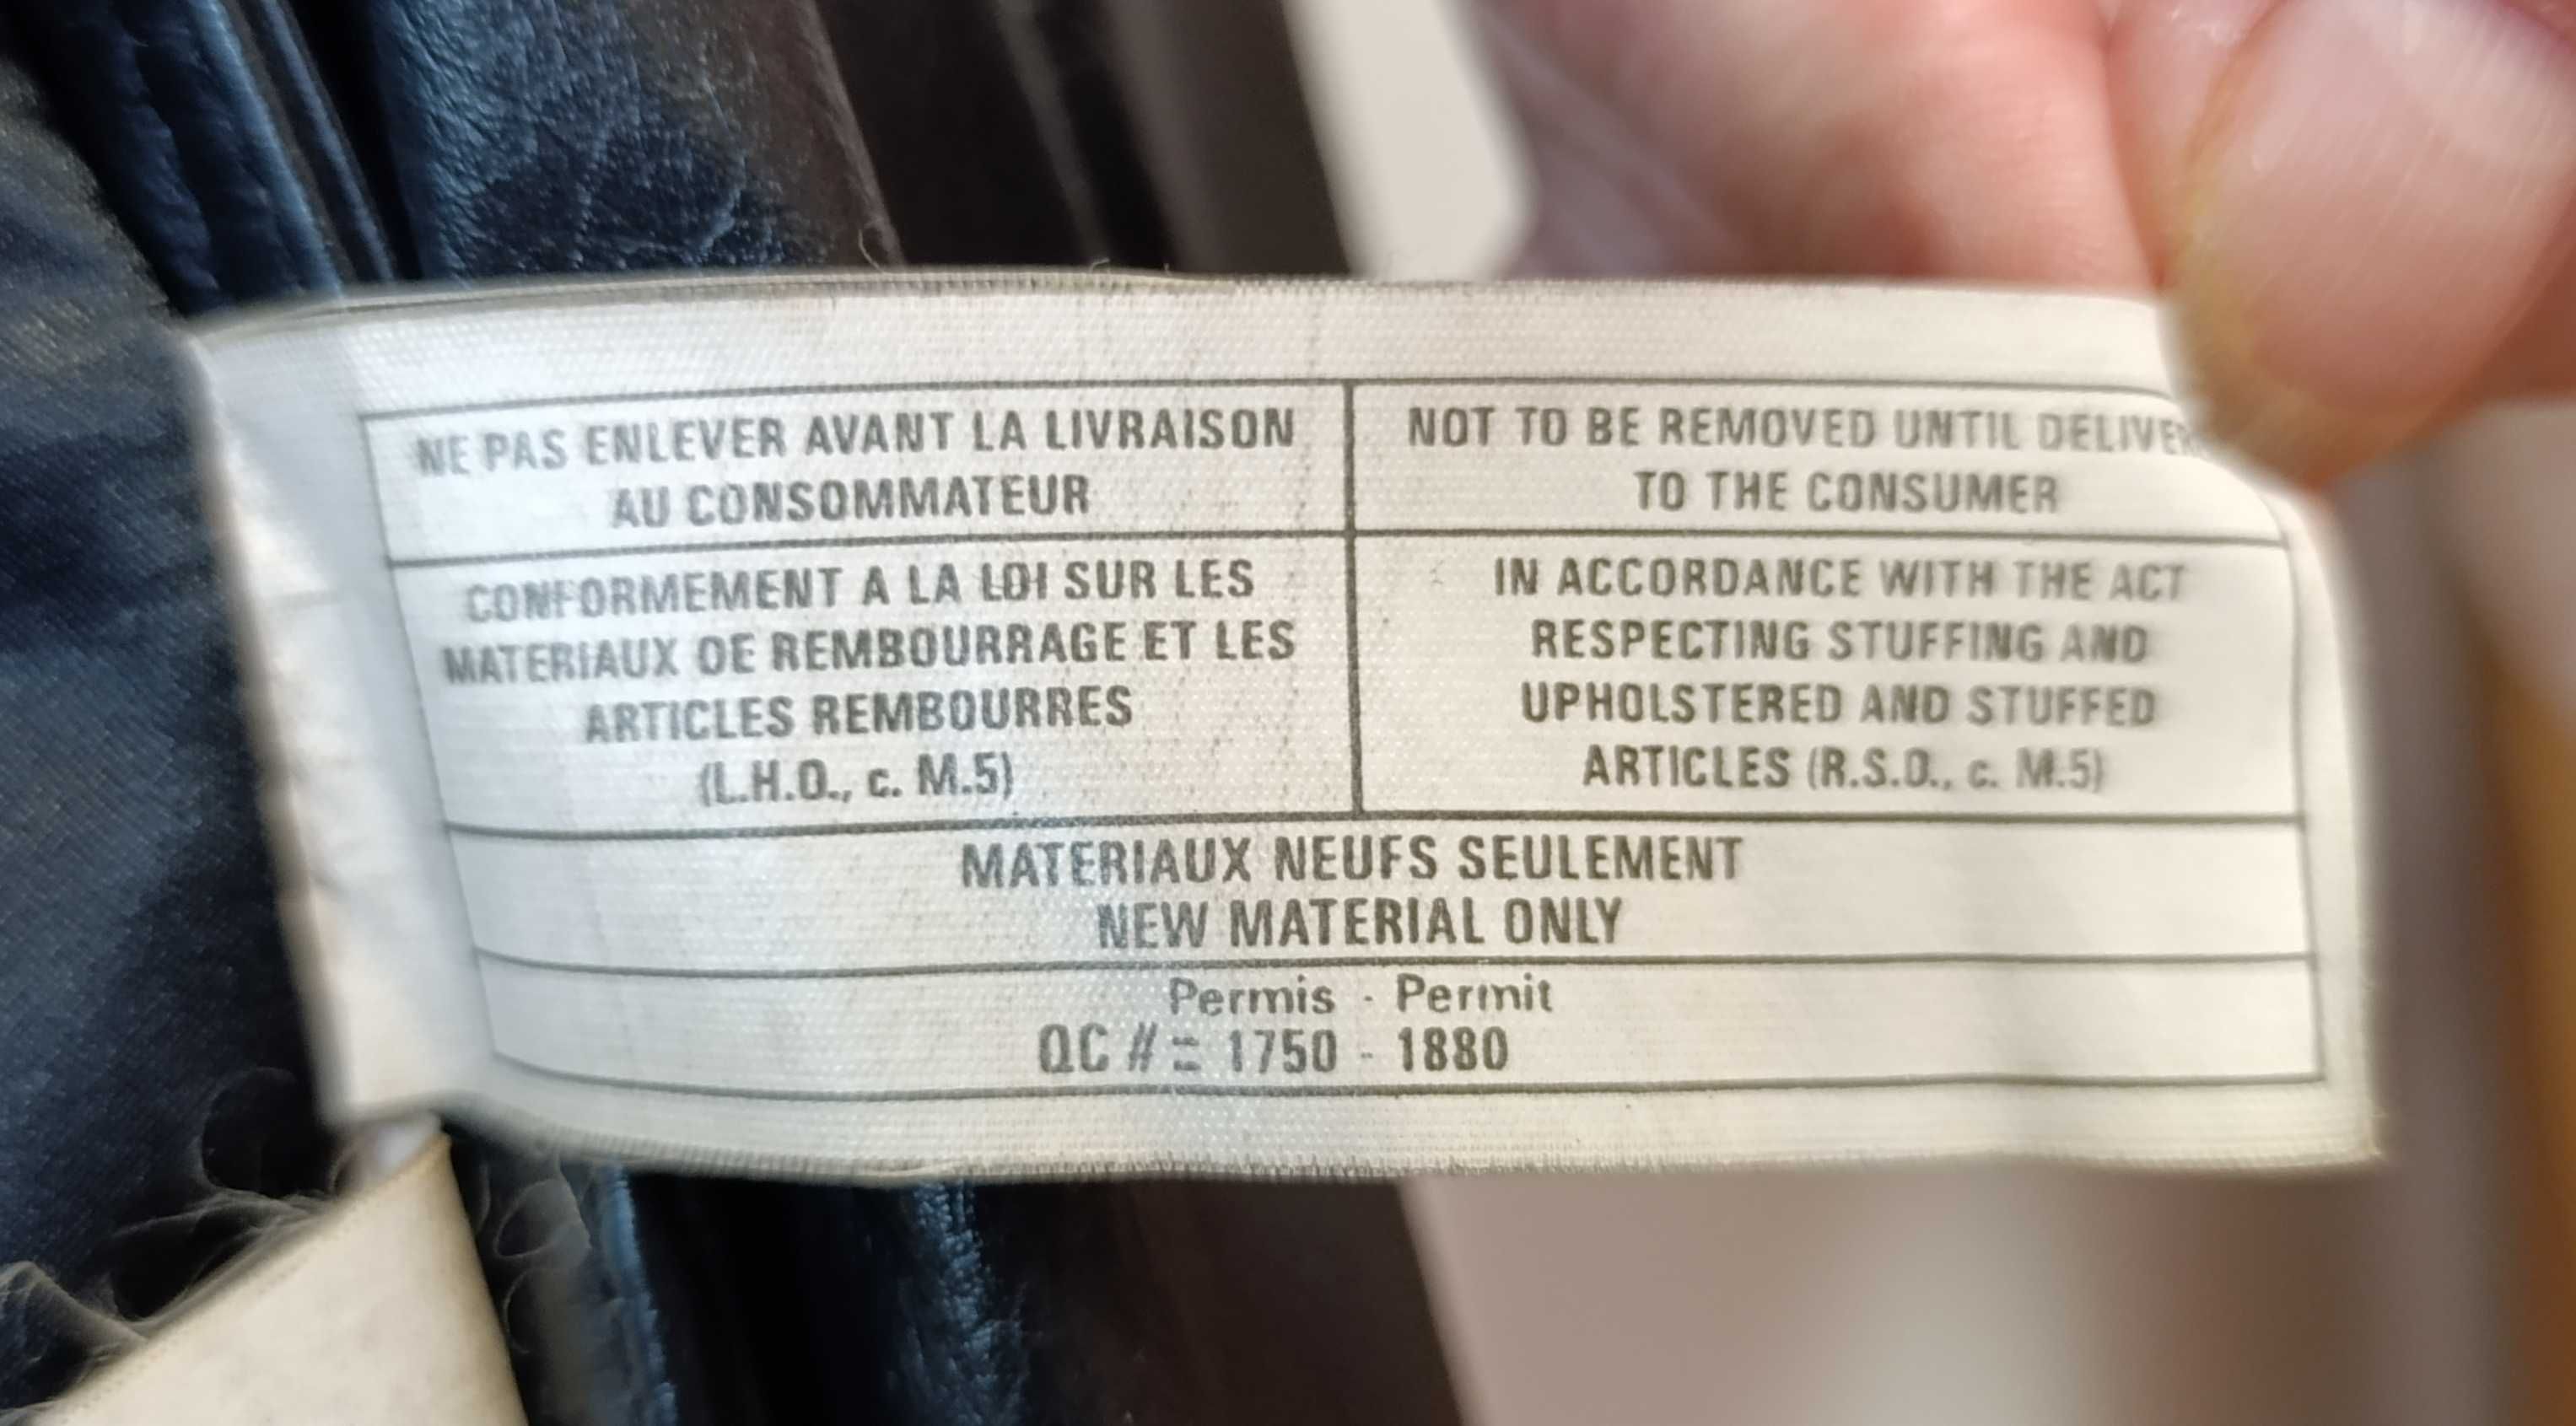 NE PAS ENLEVER AVANT LA LIVRAISON
AU CONSOMMATEUR
NOT TO BE REMOVED UNTIL
TO THE CONSUMER
CONFORMEMENT A LA LOI SUR LES
MATERIAUX DE REMBOURRAGE ET LES
ARTICLES REMBOURRES
(L.H.O., c. M.5)
IN ACCORDANCE WITH THE ACT
RESPECTING STUFFING AND
UPHOLSTERED AND STUFFED
ARTICLES (R.S.O., c. M.5)
MATERIAUX NEUFS SEULEMENT
NEW MATERIAL ONLY
Permis - Permit
QC # = 1750 - 1880